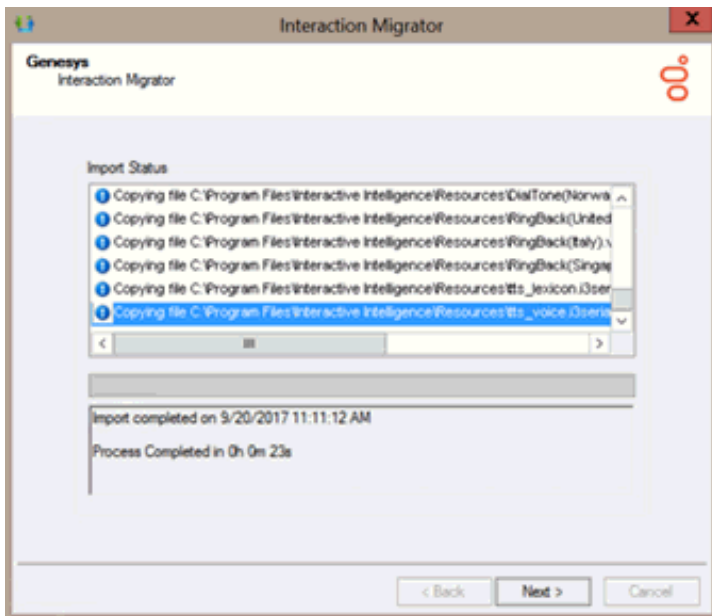 Interaction Migrator
X
Genesys
Interaction Migrator
Import Status
Copying file C:\Program Files\Interactive Intelligence\Resources\DialTone(Norwa
Copying file C:\Program Files\Interactive Intelligence\Resources\RingBack(United
Copying file C:\Program Files\Interactive Intelligence\Resources\RingBack(Italy).v
Copying file C:\Program Files\Interactive Intelligence\Resources\RingBack(Singap
Copying file C:\Program Files\Interactive Intelligence\Resources\tts_lexicon.i3ser
Copying file C:\Program Files\Interactive Intelligence\Resources\tts_voice.i3seria
Import completed on 9/20/2017 11:11:12 AM
Process Completed in 0h 0m 23s
< Back Next > Cancel